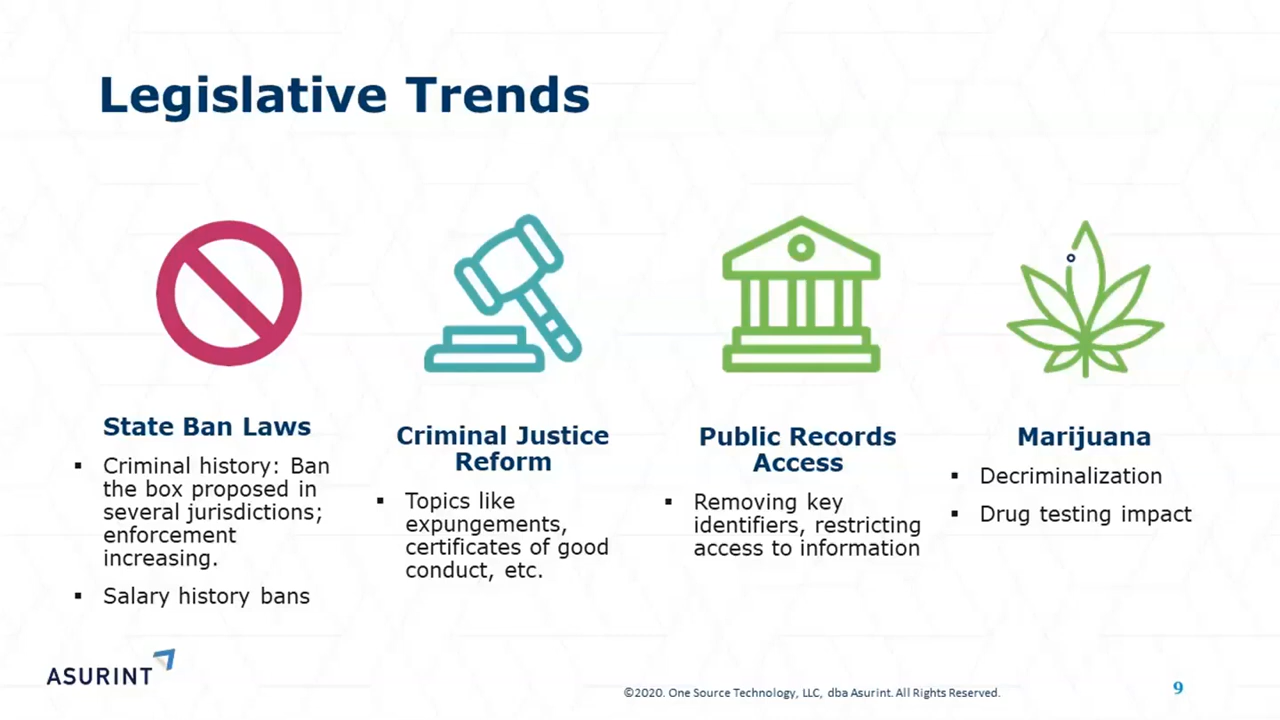 Legislative Trends
State Ban Laws
▪ Criminal history: Ban
the box proposed in
several jurisdictions;
enforcement
increasing.
▪ Salary history bans
Criminal Justice
Reform
▪ Topics like
expungements,
certificates of good
conduct, etc.
Public Records
Access
▪ Removing key
identifiers, restricting
access to information
Marijuana
▪ Decriminalization
▪ Drug testing impact
ASURINT
©2020. One Source Technology, LLC, dba Asurint. All Rights Reserved.
9